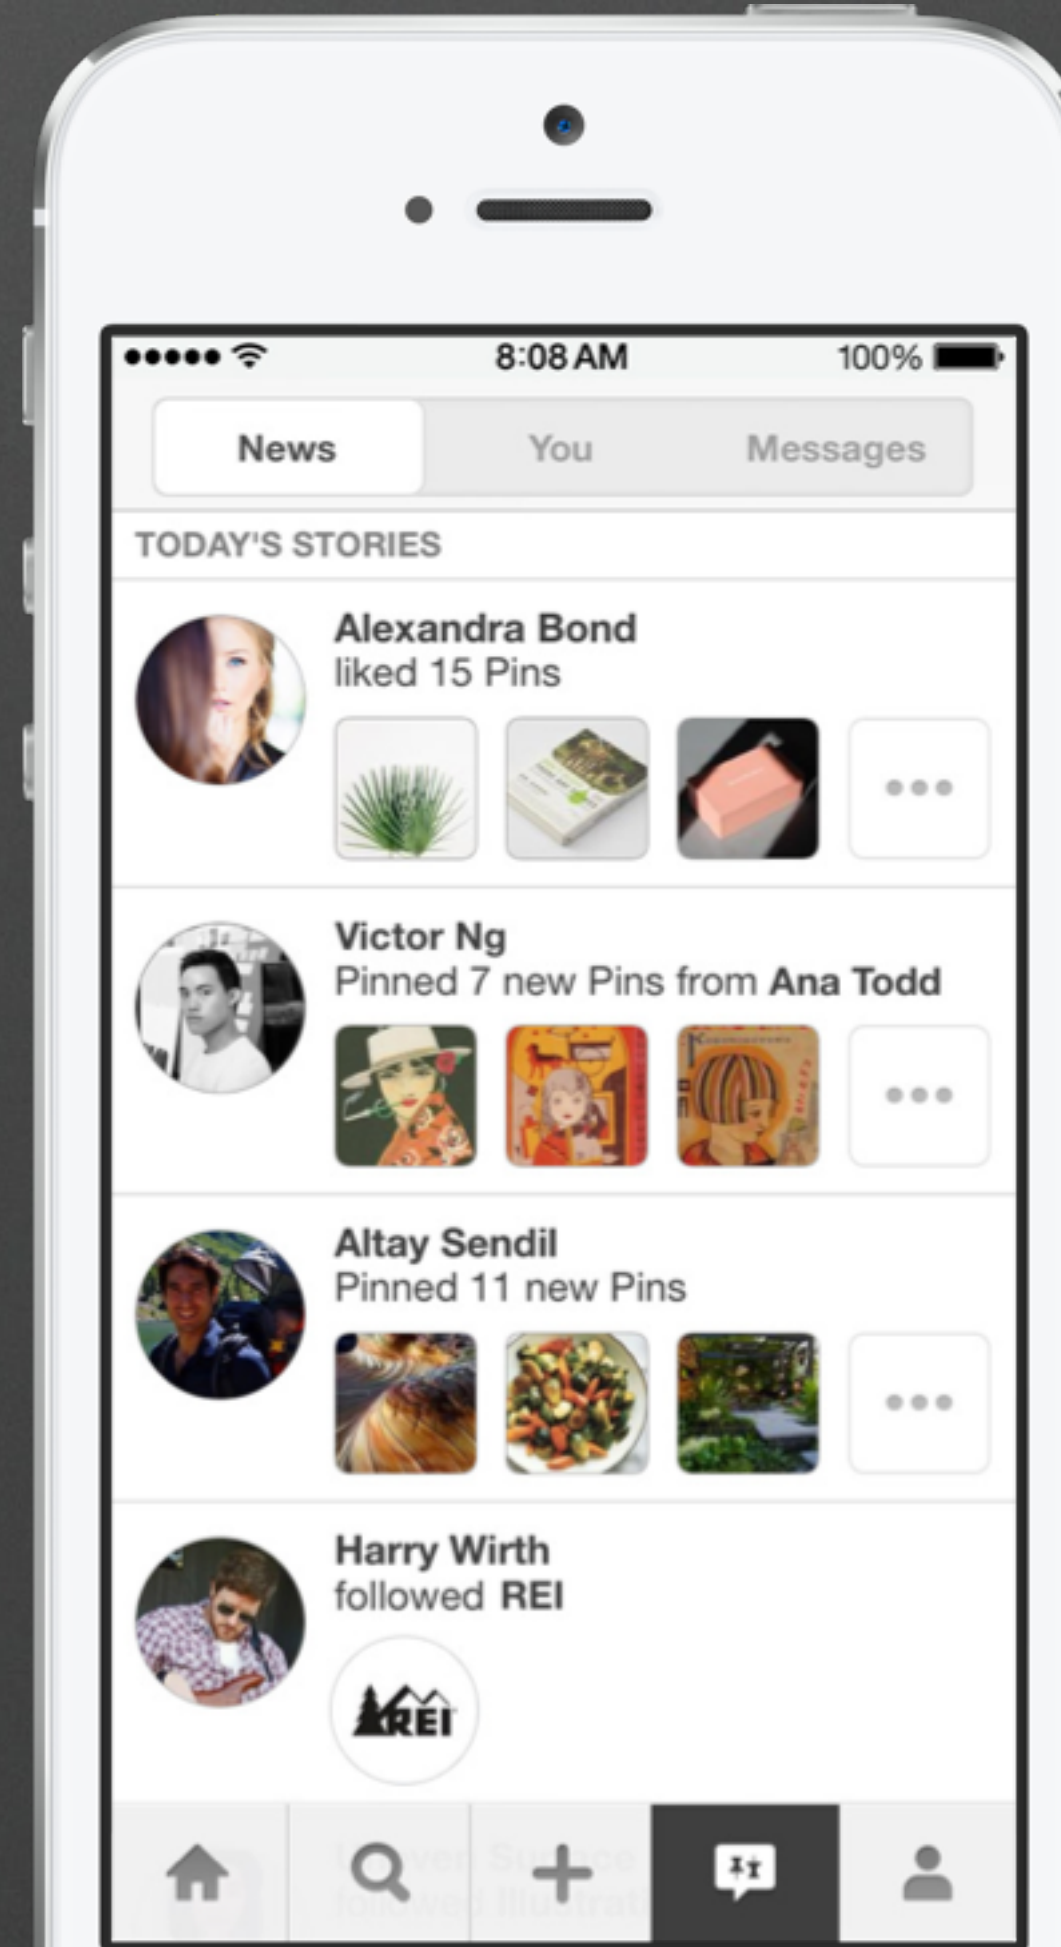 8:08 AM 100%
News You Messages
TODAY'S STORIES
Alexandra Bond
liked 15 Pins
Victor Ng
Pinned 7 new Pins from Ana Todd
Altay Sendil
Pinned 11 new Pins
Harry Wirth
followed REI
REI